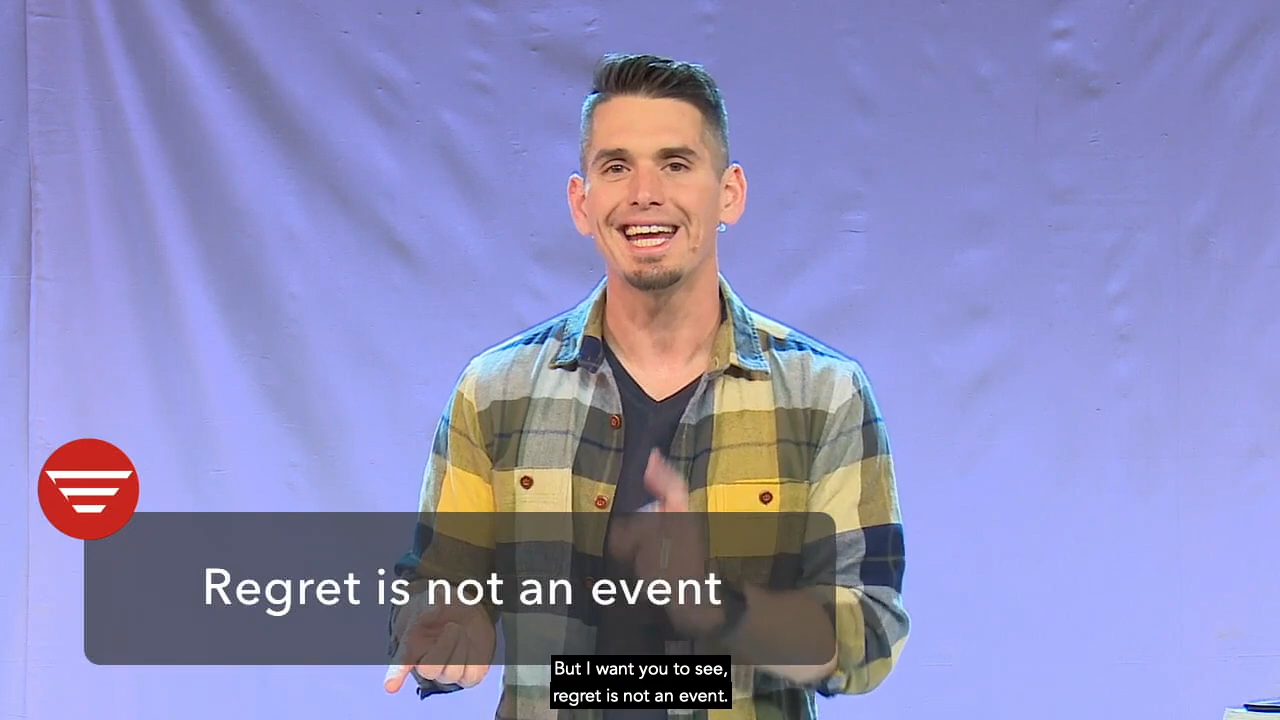 Regret is not an event
But I want you to see,
regret is not an event.